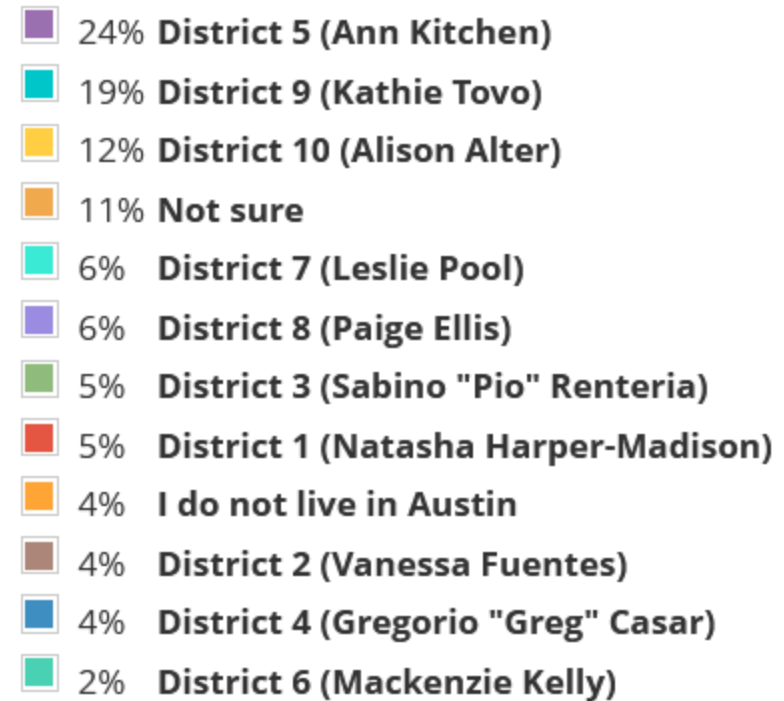 24% District 5 (Ann Kitchen)
19% District 9 (Kathie Tovo)
12% District 10 (Alison Alter)
11% Not sure
6% District 7 (Leslie Pool)
6% District 8 (Paige Ellis)
5% District 3 (Sabino "Pio" Renteria)
5% District 1 (Natasha Harper-Madison)
4% I do not live in Austin
4% District 2 (Vanessa Fuentes)
4% District 4 (Gregorio "Greg" Casar)
2% District 6 (Mackenzie Kelly)